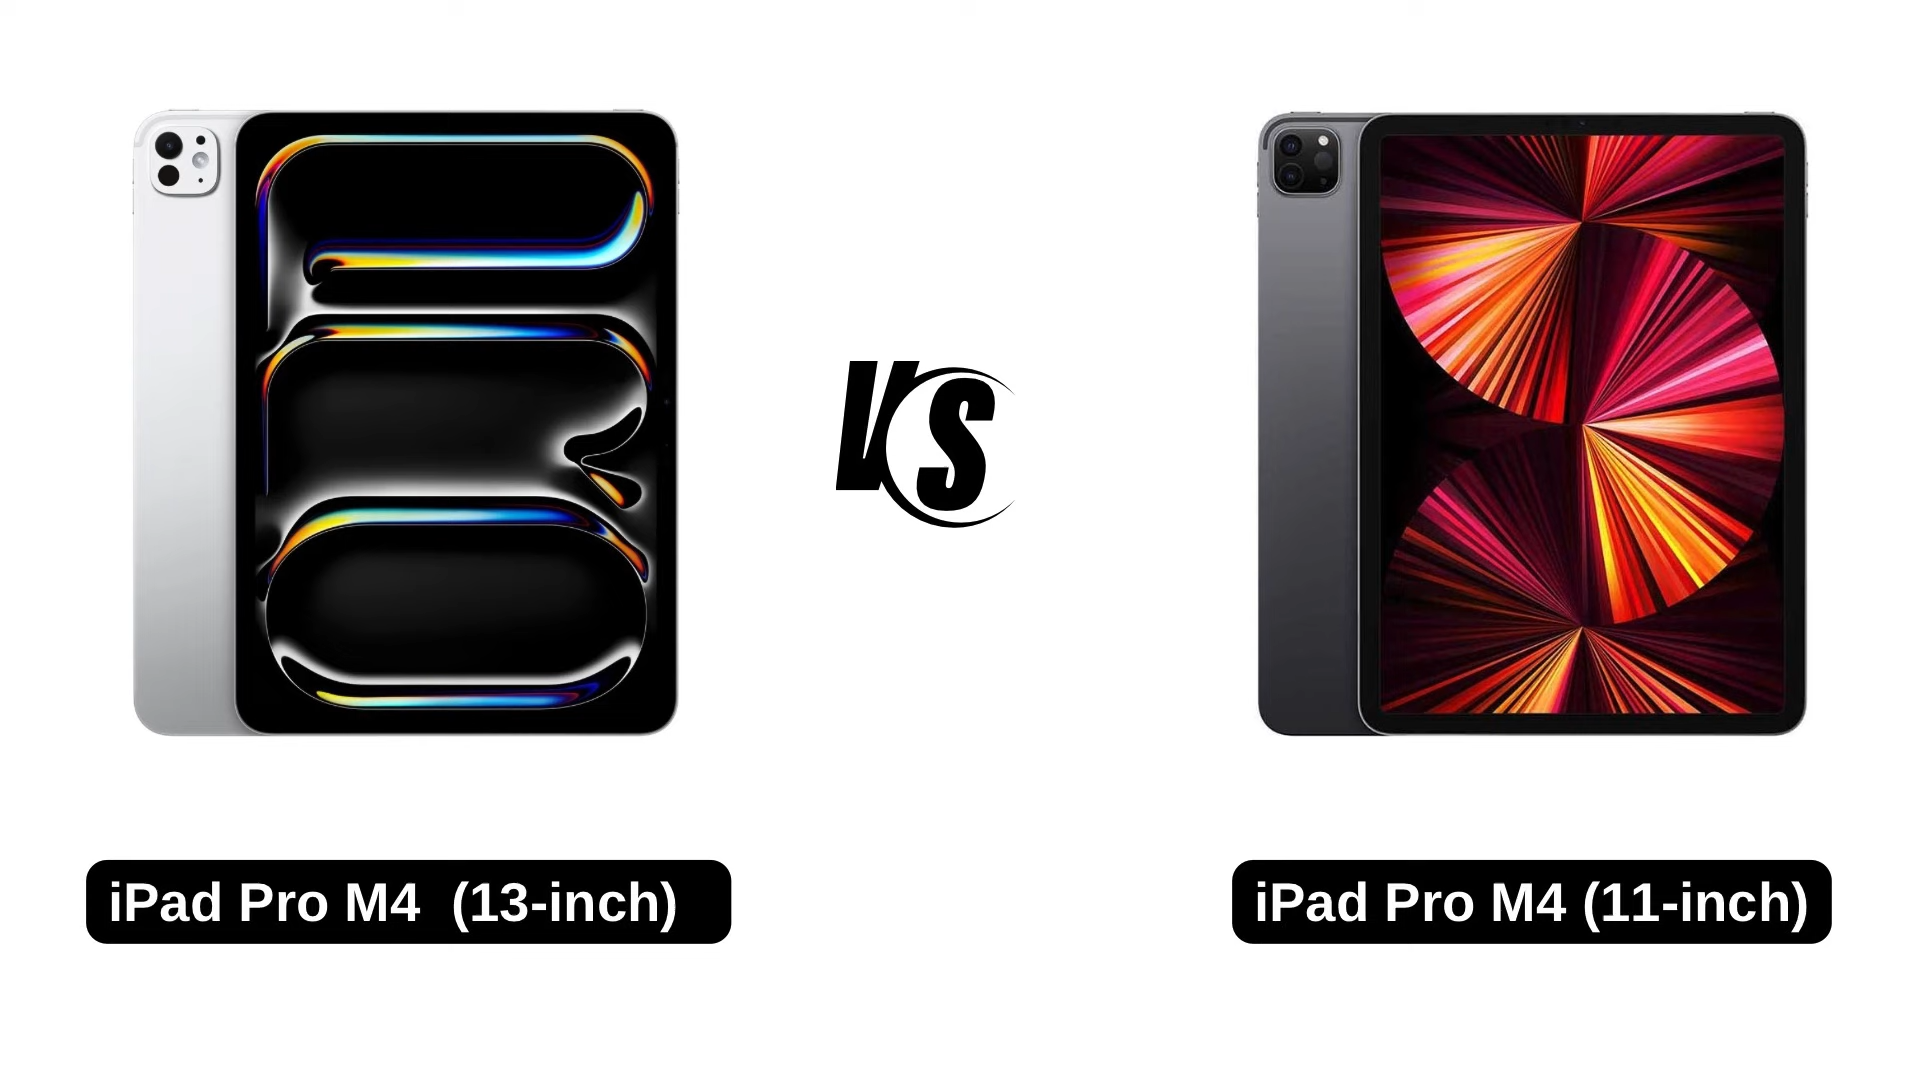 VS
iPad Pro M4  (13-inch)
iPad Pro M4 (11-inch)